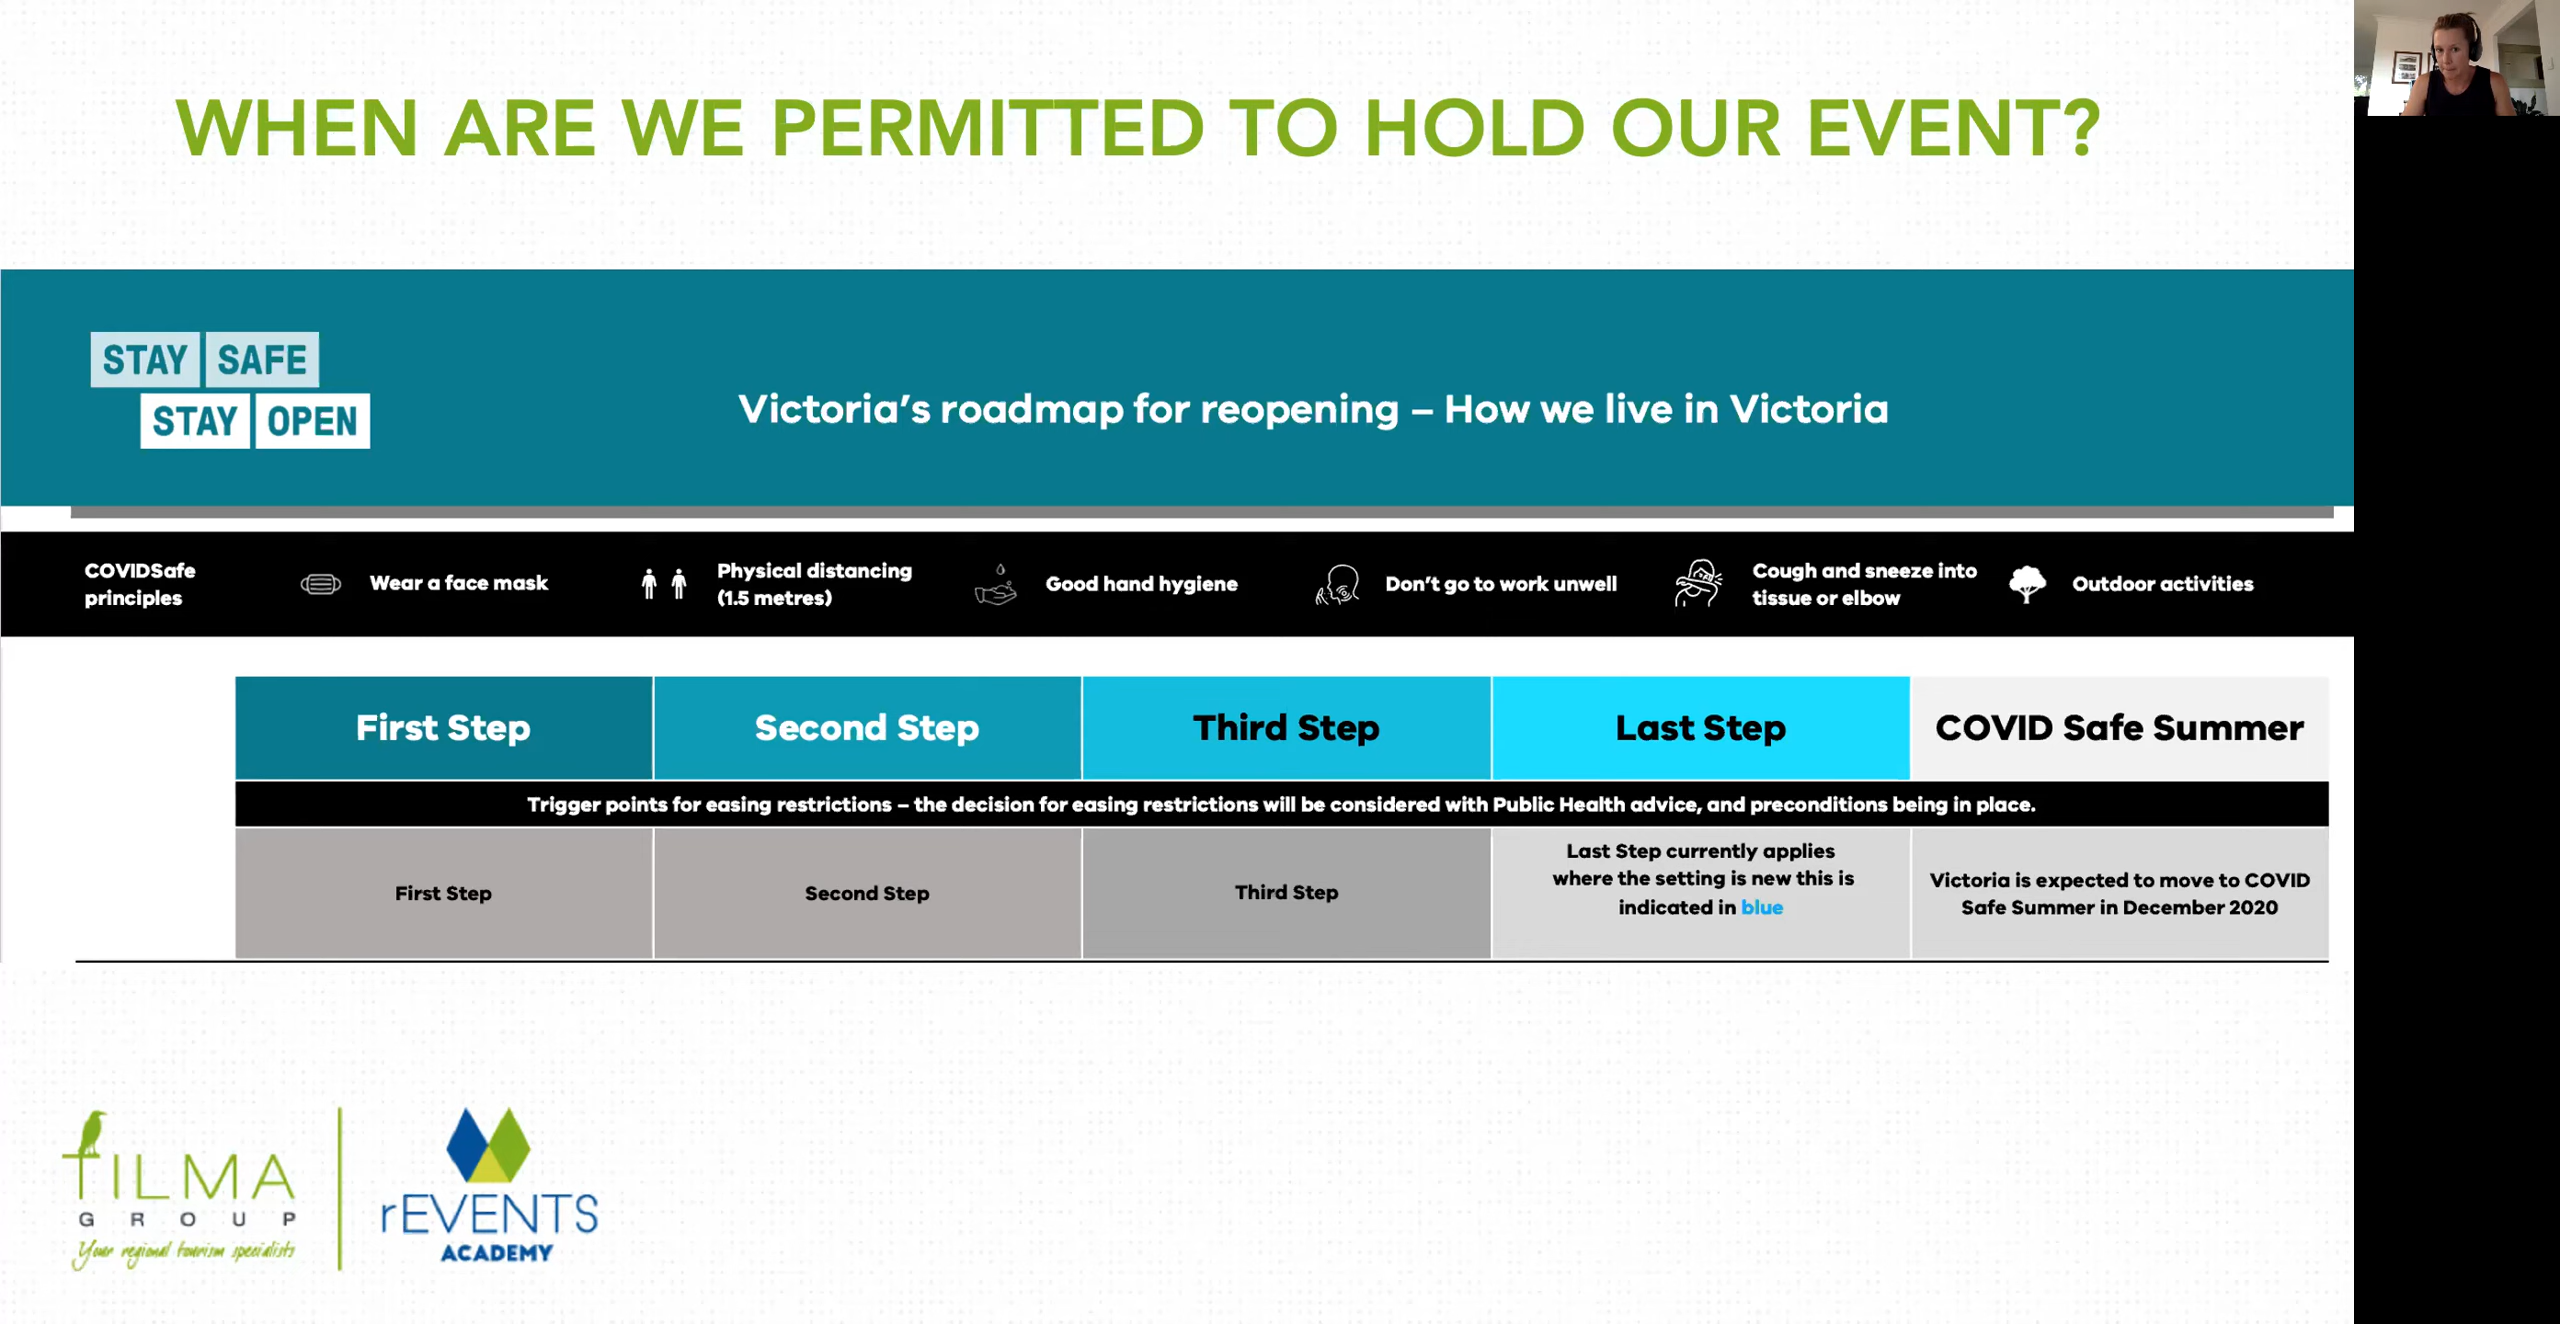 WHEN ARE WE PERMITTED TO HOLD OUR EVENT?
STAY SAFE
STAY OPEN
Victoria's roadmap for reopening – How we live in Victoria
COVIDSafe
principles
Wear a face mask
Physical distancing
(1.5 metres)
Good hand hygiene
Don't go to work unwell
Cough and sneeze into
tissue or elbow
Outdoor activities
First Step
Second Step
Third Step
Last Step
COVID Safe Summer
Trigger points for easing restrictions – the decision for easing restrictions will be considered with Public Health advice, and preconditions being in place.
First Step
Second Step
Third Step
Last Step currently applies
where the setting is new this is
indicated in blue
Victoria is expected to move to COVID
Safe Summer in December 2020
tILMA
GROUP
Your regional tourism specialists
rEVENTS
ACADEMY